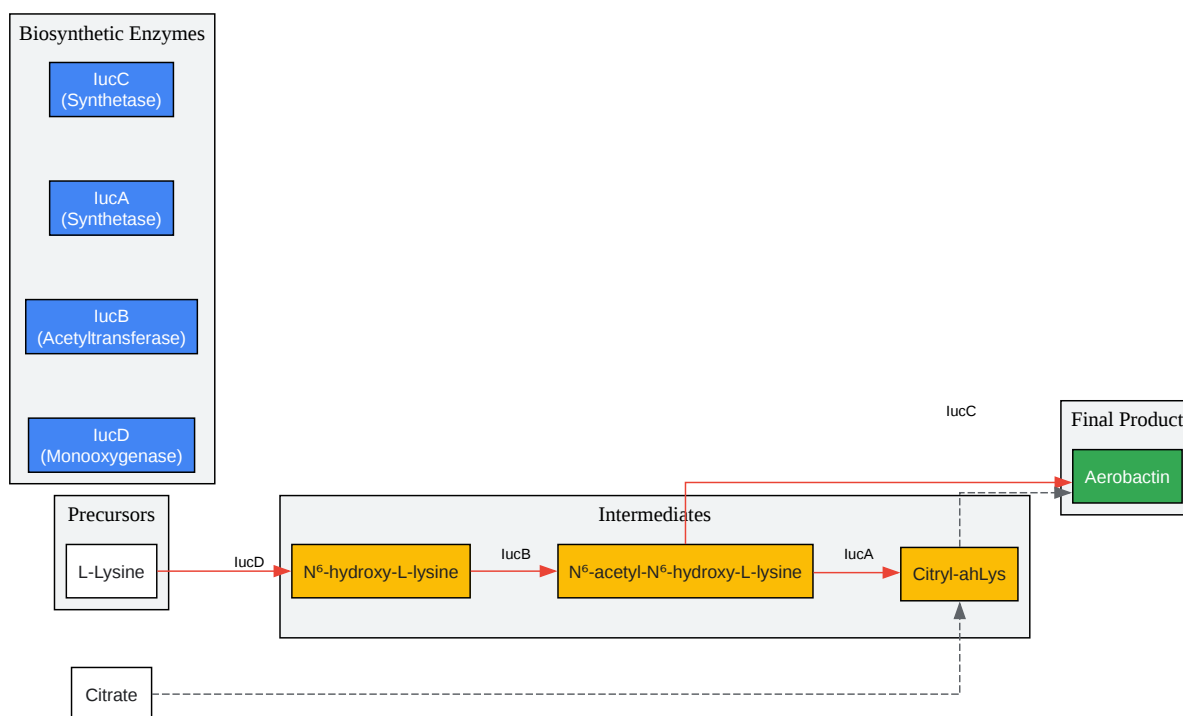 Biosynthetic Enzymes
IucC
(Synthetase)
IucA
(Synthetase)
IucB
(Acetyltransferase)
IucD
(Monooxygenase)
IucC
Final Product
Aerobactin
Precursors
Intermediates
L-Lysine
IucD
N⁶-hydroxy-L-lysine
IucB
N⁶-acetyl-N⁶-hydroxy-L-lysine
IucA
Citryl-ahLys
Citrate